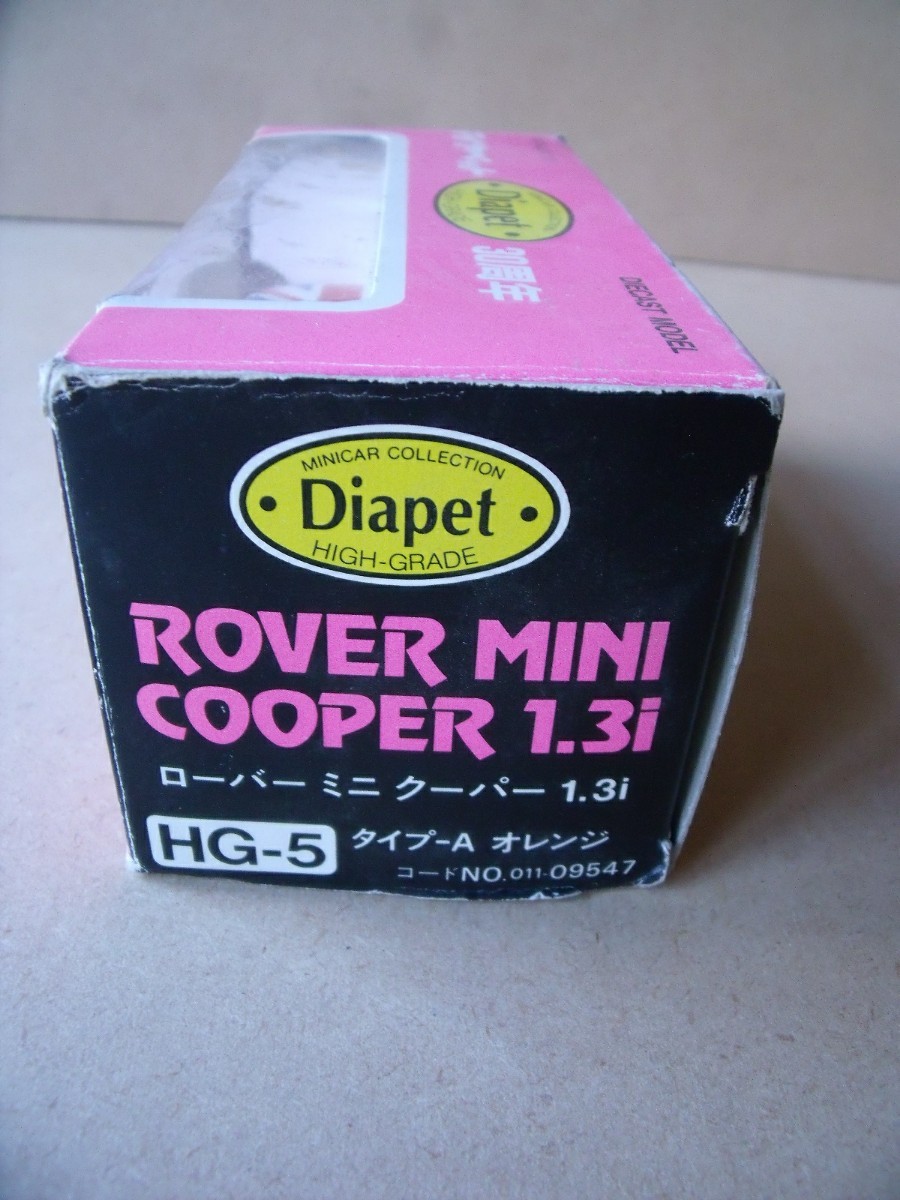 Diapet
30周年
DIECAST MODEL
MINICAR COLLECTION
• Diapet •
HIGH-GRADE
ROVER MINI
COOPER 1.3i
ローバー ミニ クーパー 1.3i
HG-5
タイプ-A オレンジ
コードNO.011-09547